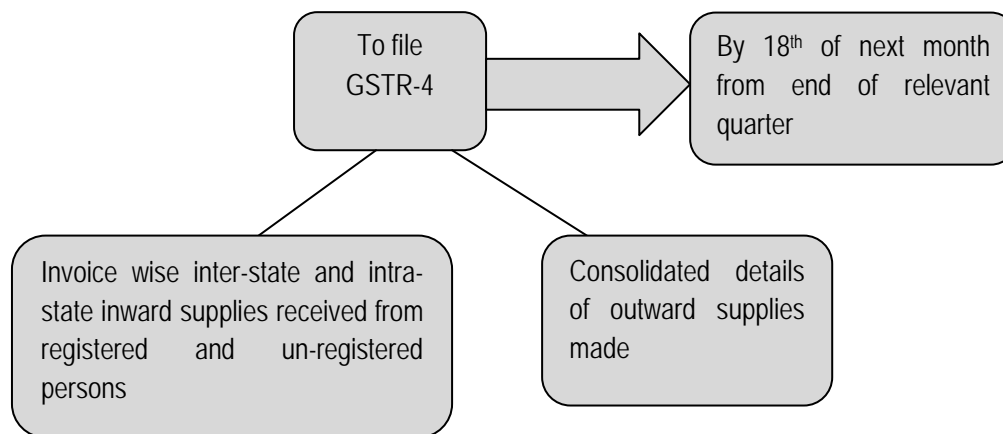 To file
GSTR-4
By 18th of next month
from end of relevant
quarter
Invoice wise inter-state and intra-
state inward supplies received from
registered and un-registered
persons
Consolidated details
of outward supplies
made